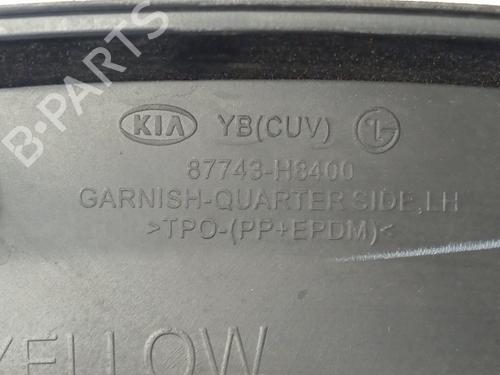 KIA YB(CUV)
87743-H8400
GARNISH-QUARTER SIDE,LH
>TPO-(PP+EPDM)<
YELLOW
B-PARTS